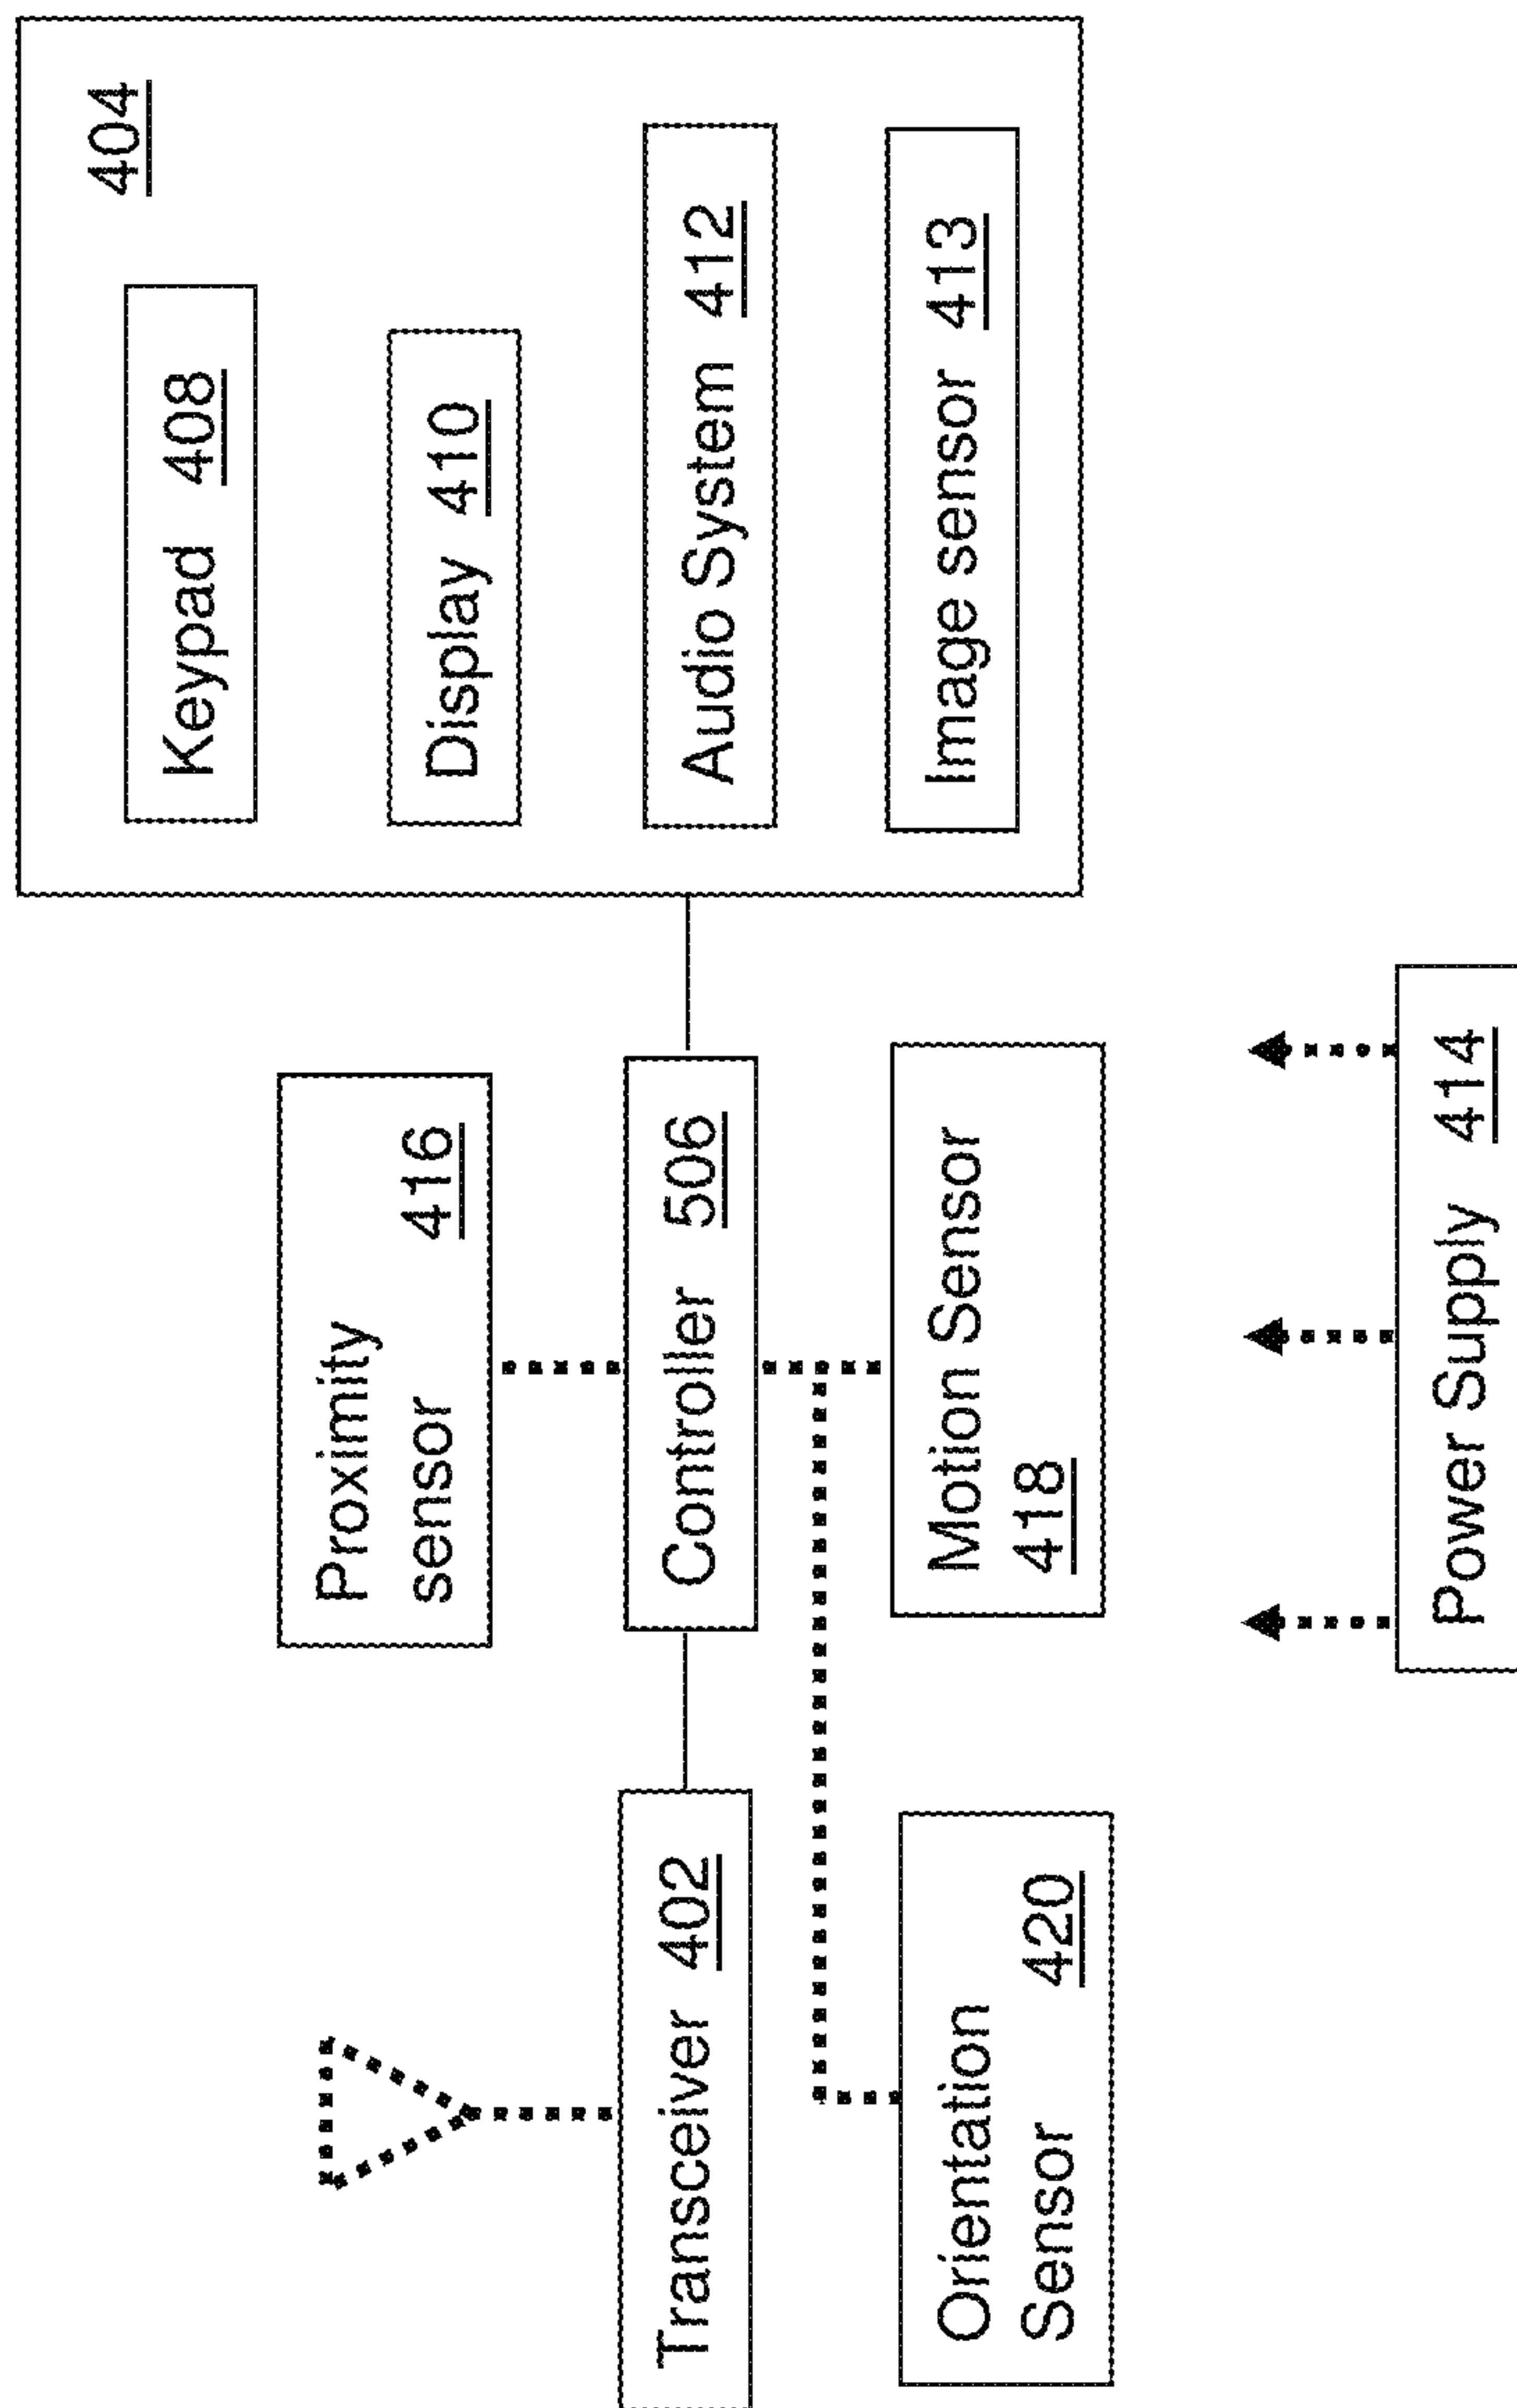 404
Keypad 408
Display 410
Audio System 412
Image sensor 413
Proximity
sensor 416
Controller 506
Motion Sensor
418
Transceiver 402
Orientation
Sensor 420
Power Supply 414